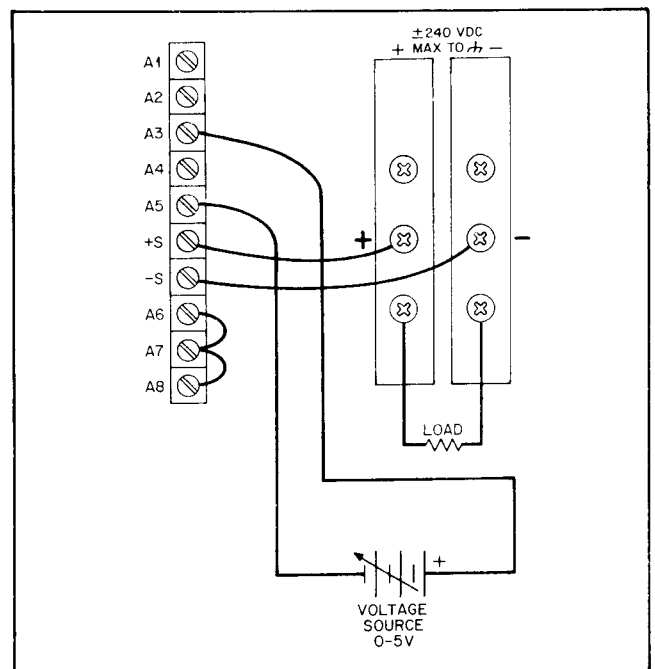 ±240 VDC
+ MAX TO ⏚ −
A1
A2
A3
A4
A5
+S
−S
A6
A7
A8
+
−
LOAD
+
VOLTAGE
SOURCE
0-5V